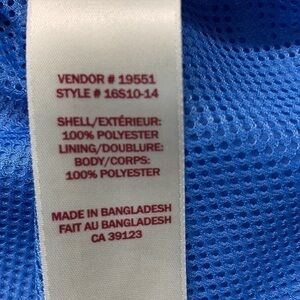 VENDOR # 19551
STYLE # 16S10-14
SHELL/EXTÉRIEUR:
100% POLYESTER
LINING/DOUBLURE:
BODY/CORPS:
100% POLYESTER
MADE IN BANGLADESH
FAIT AU BANGLADESH
CA 39123